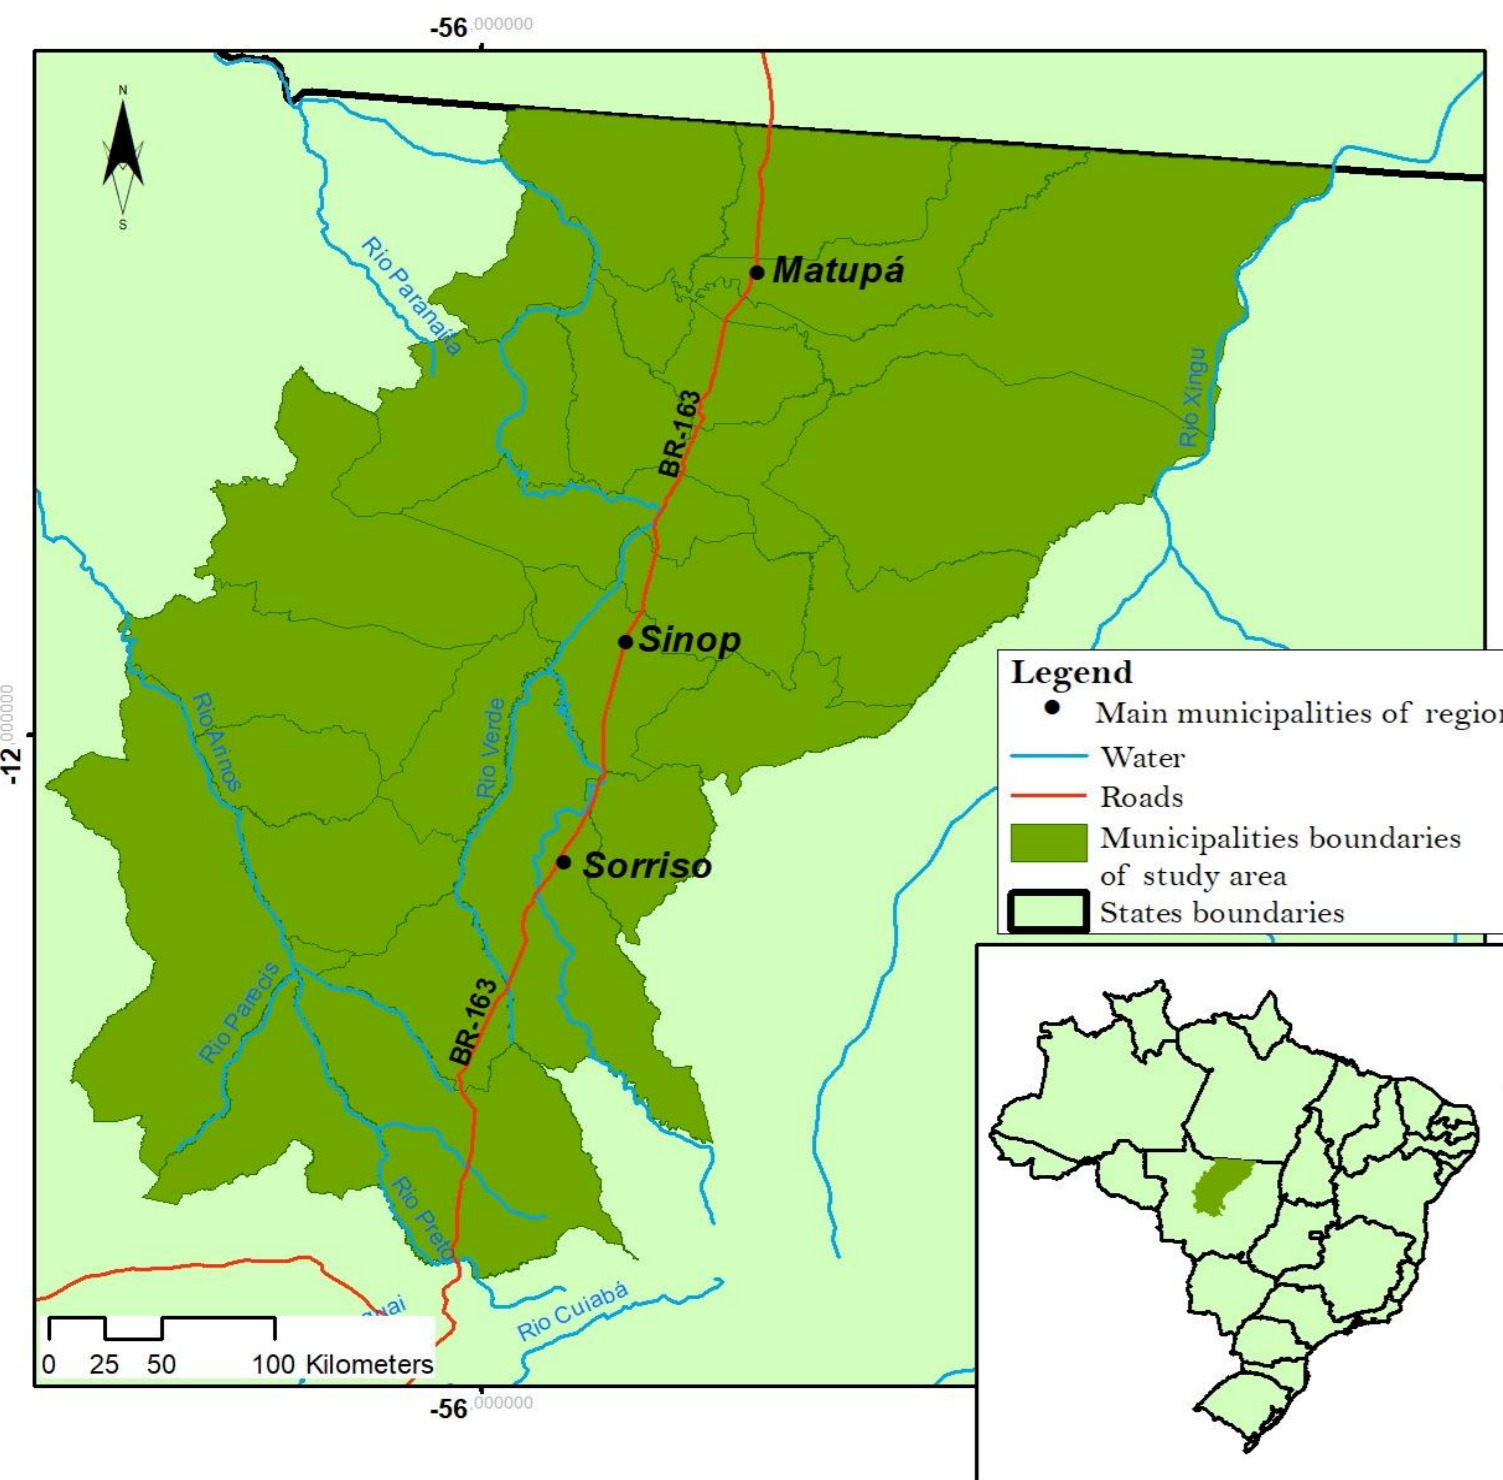 -56.000000
N
S
Rio Paranaíta
Matupá
Rio Xingu
BR-163
Sinop
Legend
Main municipalities of region
Water
Roads
Municipalities boundaries
of study area
States boundaries
-12.000000
Rio Arinos
Rio Verde
Sorriso
Rio Parecis
BR-163
Rio Preto
Rio Cuiabá
0 25 50 100 Kilometers
-56.000000